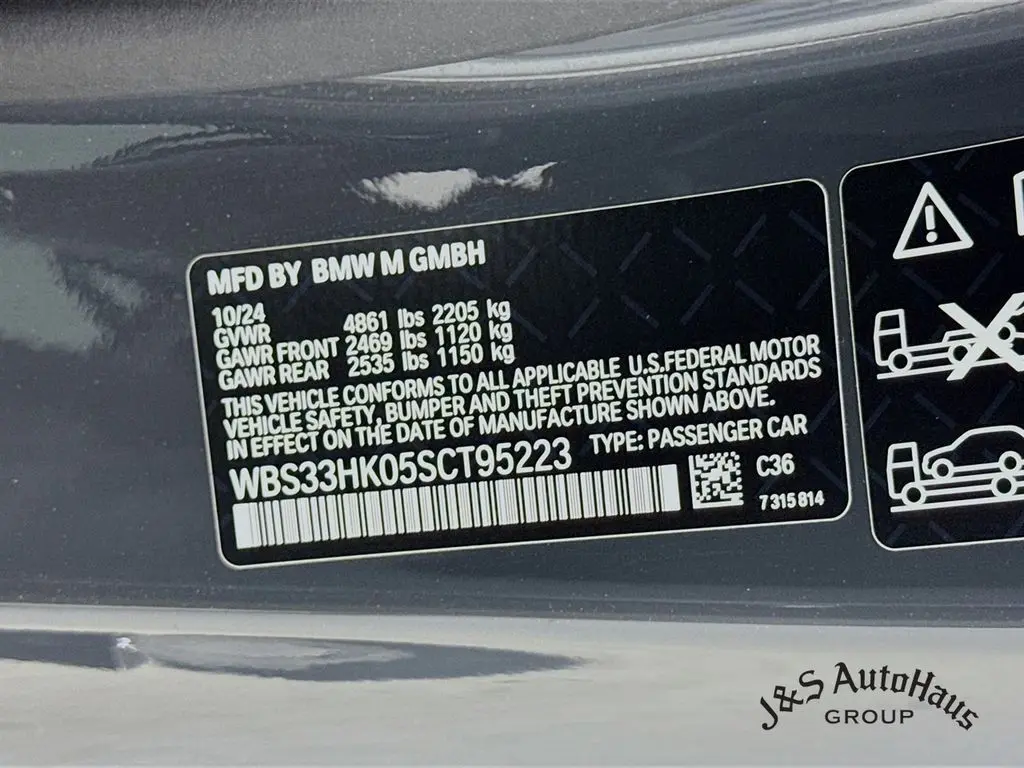 MFD BY BMW M GMBH
10/24
GVWR 4861 lbs 2205 kg
GAWR FRONT 2469 lbs 1120 kg
GAWR REAR 2535 lbs 1150 kg
THIS VEHICLE CONFORMS TO ALL APPLICABLE U.S.FEDERAL MOTOR
VEHICLE SAFETY, BUMPER AND THEFT PREVENTION STANDARDS
IN EFFECT ON THE DATE OF MANUFACTURE SHOWN ABOVE.
WBS33HK05SCT95223 TYPE: PASSENGER CAR
C36
7 315 814
J&S AutoHaus
GROUP